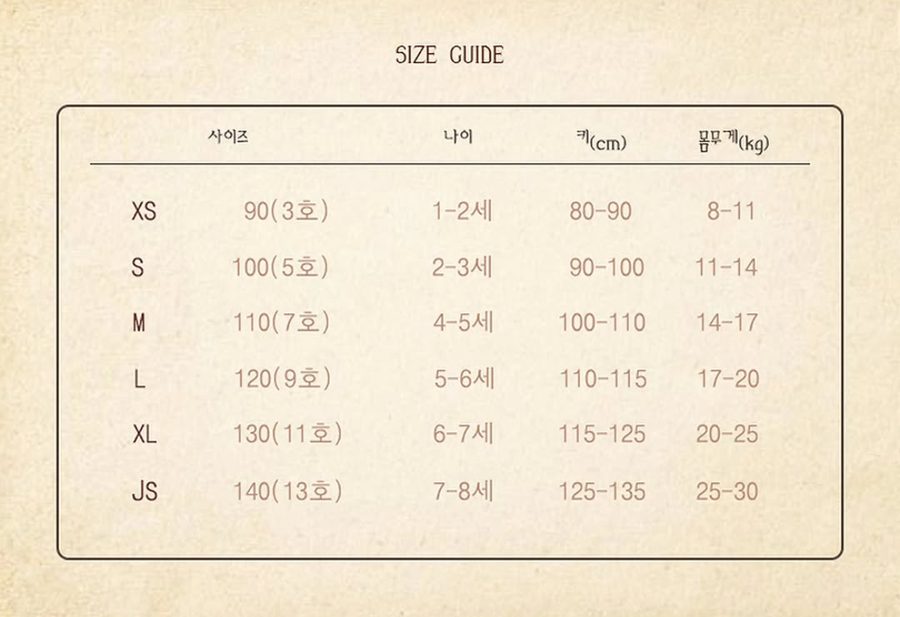 SIZE GUIDE
사이즈 나이 키(cm) 몸무게(kg)
XS 90(3호) 1-2세 80-90 8-11
S 100(5호) 2-3세 90-100 11-14
M 110(7호) 4-5세 100-110 14-17
L 120(9호) 5-6세 110-115 17-20
XL 130(11호) 6-7세 115-125 20-25
JS 140(13호) 7-8세 125-135 25-30